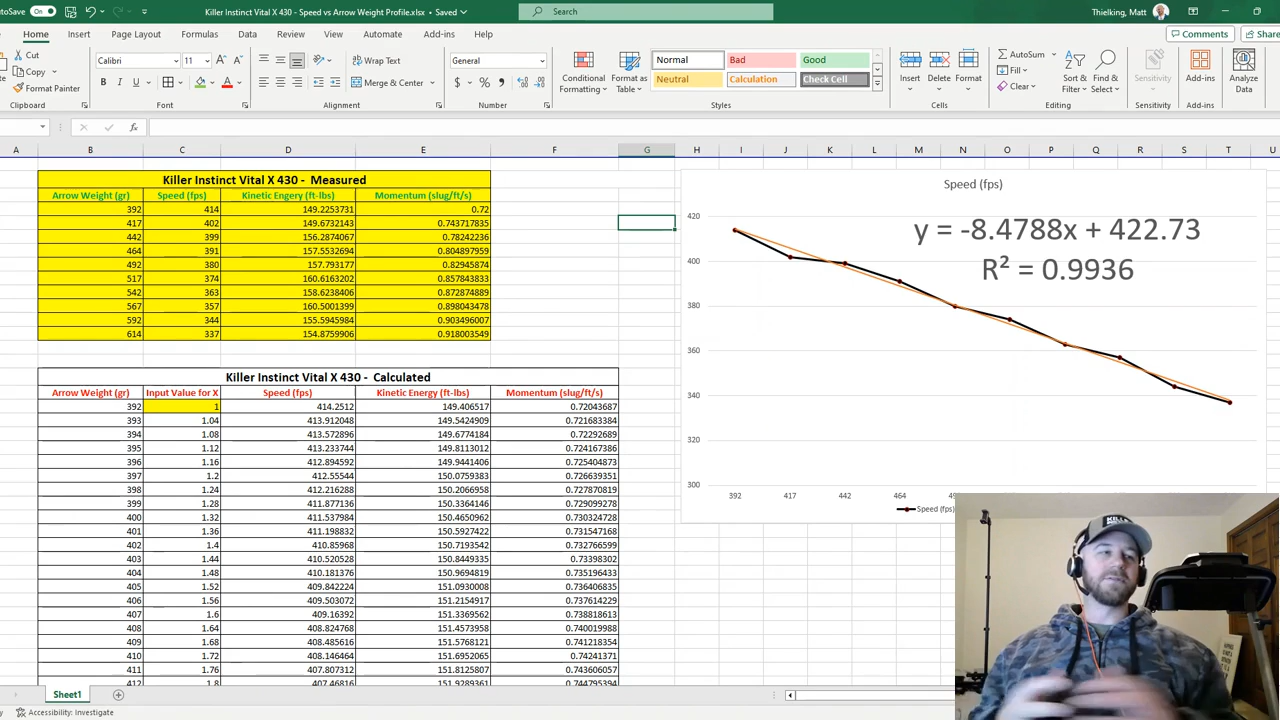 AutoSave On Killer Instinct Vital X 430 - Speed vs Arrow Weight Profile.xlsx • Saved Search Thielking, Matt
Home Insert Page Layout Formulas Data Review View Automate Add-ins Help Comments Share
Cut
Copy
Format Painter
Clipboard
Calibri 11
B I U
Font
Wrap Text
Merge & Center
Alignment
General
$ % ,
Number
Conditional Formatting
Format as Table
Normal Bad Good
Neutral Calculation Check Cell
Styles
Insert Delete Format
Cells
AutoSum
Fill
Clear
Sort & Filter
Find & Select
Editing
Sensitivity
Sensitivity
Add-ins
Add-ins
Analyze Data
fx
A B C D E F G H I J K L M N O P Q R S T U
Killer Instinct Vital X 430 - Measured
Arrow Weight (gr) Speed (fps) Kinetic Engery (ft-lbs) Momentum (slug/ft/s)
392 414 149.2253731 0.72
417 402 149.6732143 0.743717835
442 399 156.2874067 0.78242236
464 391 157.5532694 0.804897959
492 380 157.793177 0.82945874
517 374 160.6163202 0.857843833
542 363 158.6238406 0.872874889
567 357 160.5001399 0.898043478
592 344 155.5945984 0.903497007
614 337 154.8759906 0.918003549
Killer Instinct Vital X 430 - Calculated
Arrow Weight (gr) Input Value for X Speed (fps) Kinetic Energy (ft-lbs) Momentum (slug/ft/s)
392 1 414.2512 149.406517 0.72043687
393 1.04 413.912048 149.5424909 0.721683384
394 1.08 413.572896 149.6774184 0.72292689
395 1.12 413.233744 149.8113012 0.724167386
396 1.16 412.894592 149.9441406 0.725404873
397 1.2 412.55544 150.0759383 0.726639351
398 1.24 412.216288 150.2066958 0.727870819
399 1.28 411.877136 150.3364146 0.729099278
400 1.32 411.537984 150.4650962 0.730324728
401 1.36 411.198832 150.5927422 0.731547168
402 1.4 410.85968 150.7193542 0.732766599
403 1.44 410.520528 150.8449335 0.73398302
404 1.48 410.181376 150.9694819 0.735196433
405 1.52 409.842224 151.0930008 0.736406835
406 1.56 409.503072 151.2154917 0.737614229
407 1.6 409.16392 151.3369562 0.738818613
408 1.64 408.824768 151.4573958 0.740019988
409 1.68 408.485616 151.5768121 0.741218354
410 1.72 408.146464 151.6952065 0.74241371
411 1.76 407.807312 151.8125807 0.743606057
412 1.8 407.46816 151.9289361 0.744795394
Speed (fps)
y = -8.4788x + 422.73
R² = 0.9936
420
400
380
360
340
320
300
392 417 442 464
Speed (fps)
Sheet1
Accessibility: Investigate